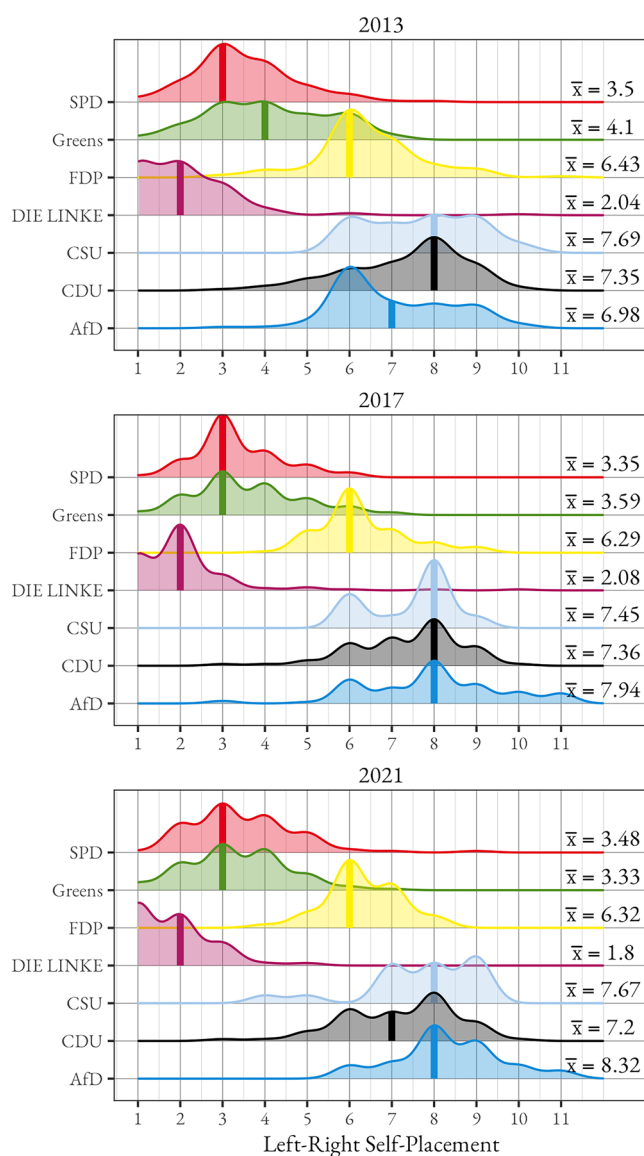 2013
SPD x̅ = 3.5
Greens x̅ = 4.1
FDP x̅ = 6.43
DIE LINKE x̅ = 2.04
CSU x̅ = 7.69
CDU x̅ = 7.35
AfD x̅ = 6.98
1 2 3 4 5 6 7 8 9 10 11
2017
SPD x̅ = 3.35
Greens x̅ = 3.59
FDP x̅ = 6.29
DIE LINKE x̅ = 2.08
CSU x̅ = 7.45
CDU x̅ = 7.36
AfD x̅ = 7.94
1 2 3 4 5 6 7 8 9 10 11
2021
SPD x̅ = 3.48
Greens x̅ = 3.33
FDP x̅ = 6.32
DIE LINKE x̅ = 1.8
CSU x̅ = 7.67
CDU x̅ = 7.2
AfD x̅ = 8.32
1 2 3 4 5 6 7 8 9 10 11
Left-Right Self-Placement